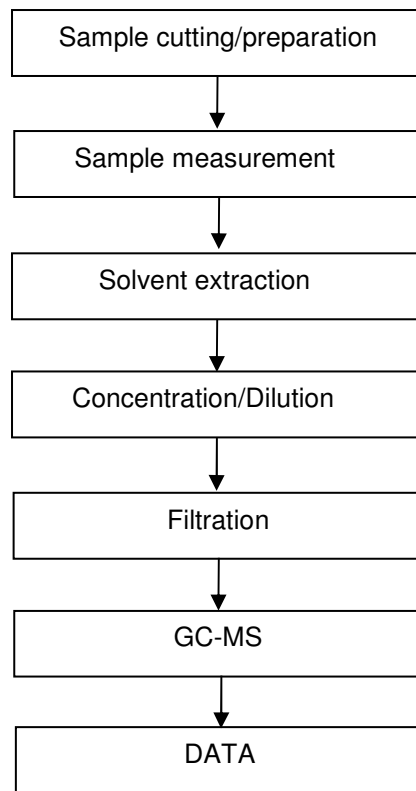 Sample cutting/preparation
Sample measurement
Solvent extraction
Concentration/Dilution
Filtration
GC-MS
DATA